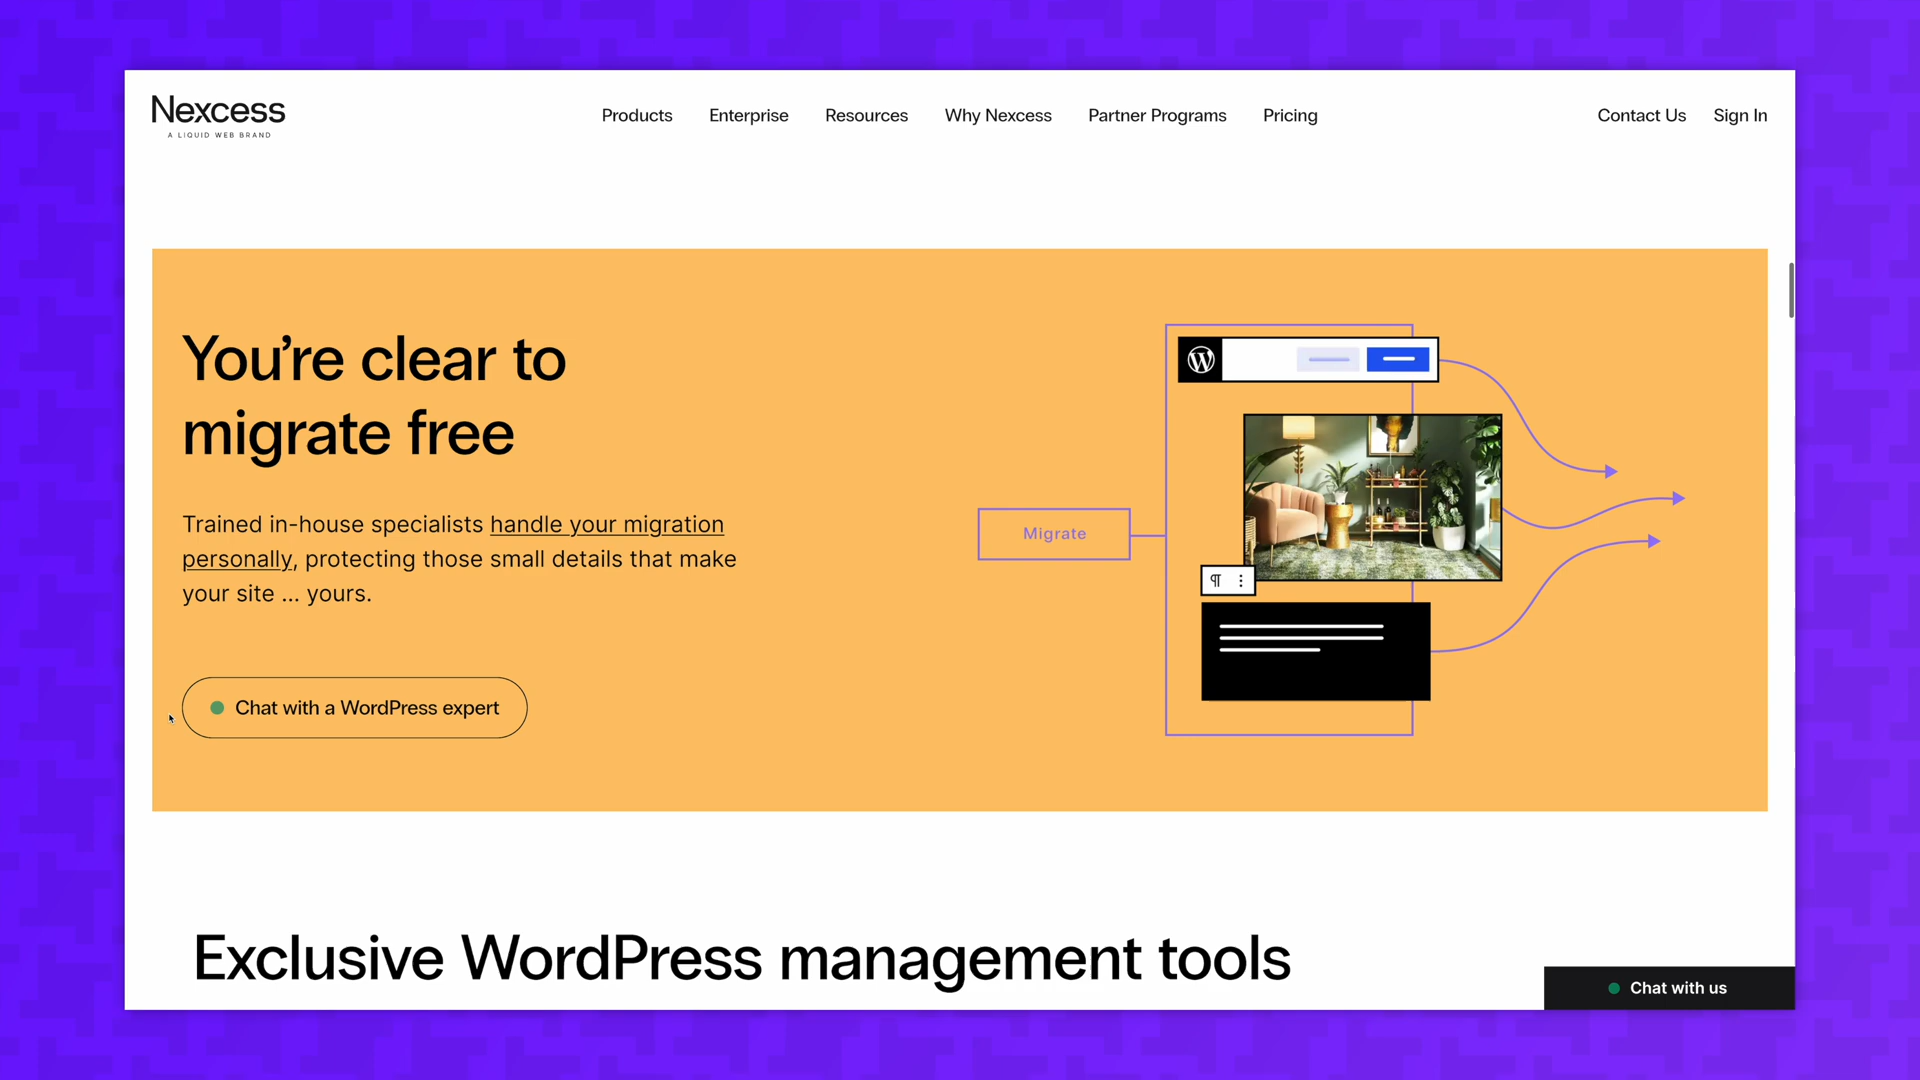 Nexcess
A LIQUID WEB BRAND
Products
Enterprise
Resources
Why Nexcess
Partner Programs
Pricing
Contact Us
Sign In
You’re clear to
migrate free
Trained in-house specialists handle your migration
personally, protecting those small details that make
your site ... yours.
Chat with a WordPress expert
Migrate
Exclusive WordPress management tools
Chat with us